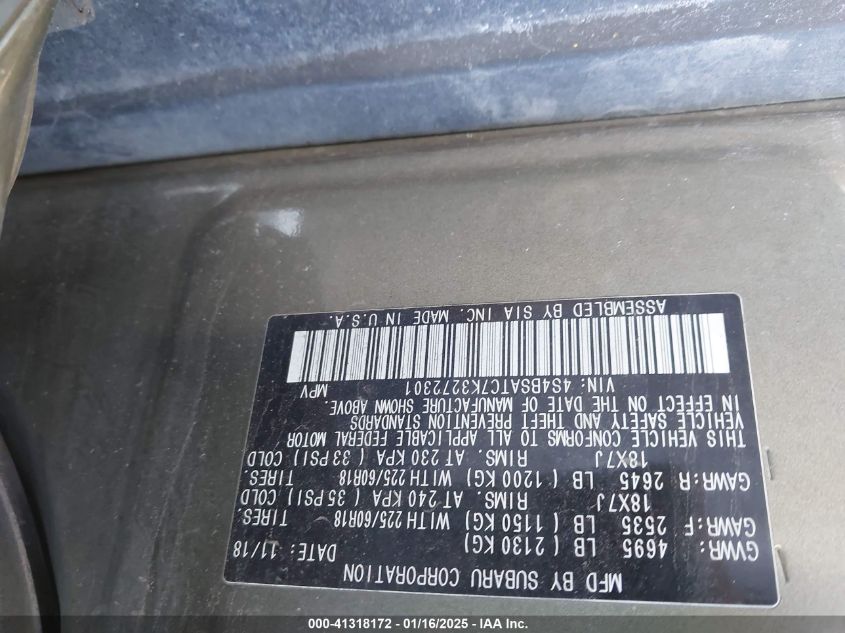 MFD BY SUBARU CORPORATION
GVWR: 4695 LB ( 2130 KG) DATE: 11/18
GAWR:F 2535 LB ( 1150 KG) WITH 225/60R18 TIRES.
18X7J RIMS. AT 240 KPA ( 35 PSI) COLD
GAWR:R 2645 LB ( 1200 KG) WITH 225/60R18 TIRES.
18X7J RIMS. AT 230 KPA ( 33 PSI) COLD
THIS VEHICLE CONFORMS TO ALL APPLICABLE FEDERAL MOTOR
VEHICLE SAFETY AND THEFT PREVENTION STANDARDS
IN EFFECT ON THE DATE OF MANUFACTURE SHOWN ABOVE.
VIN: 4S4BSATC7K3272301 MPV
ASSEMBLED BY SIA INC. MADE IN U.S.A.
000-41318172 - 01/16/2025 - © IAA Inc.